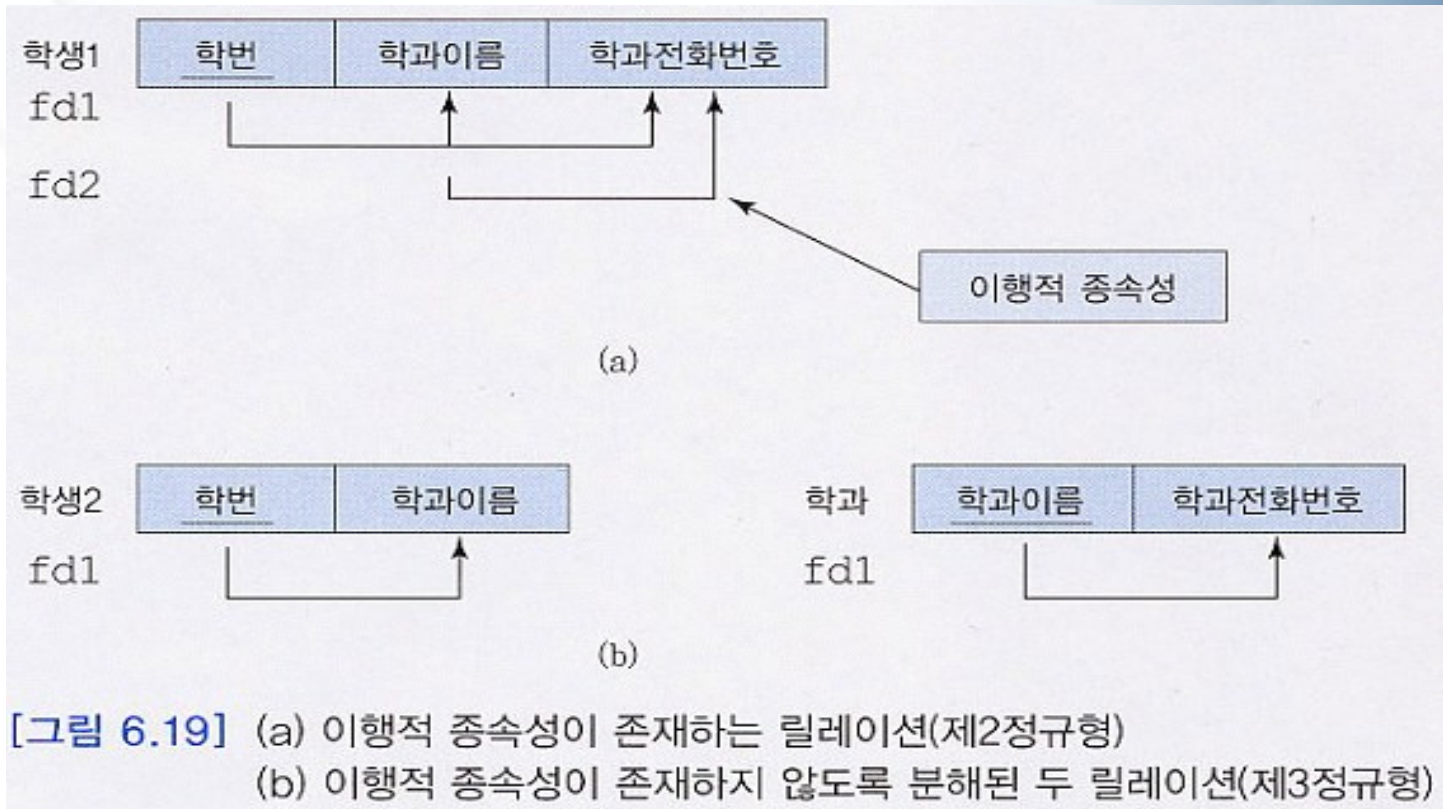 학생1 학번 학과이름 학과전화번호
fd1
fd2
이행적 종속성
(a)
학생2 학번 학과이름
fd1
학과 학과이름 학과전화번호
fd1
(b)
[그림 6.19] (a) 이행적 종속성이 존재하는 릴레이션(제2정규형)
(b) 이행적 종속성이 존재하지 않도록 분해된 두 릴레이션(제3정규형)